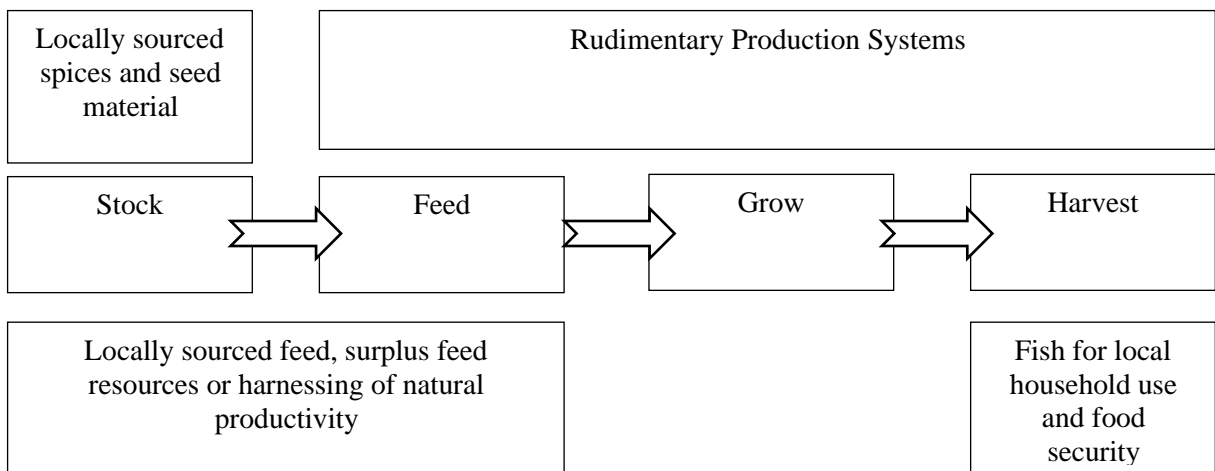 Locally sourced
spices and seed
material
Rudimentary Production Systems
Stock
Feed
Grow
Harvest
Locally sourced feed, surplus feed
resources or harnessing of natural
productivity
Fish for local
household use
and food
security